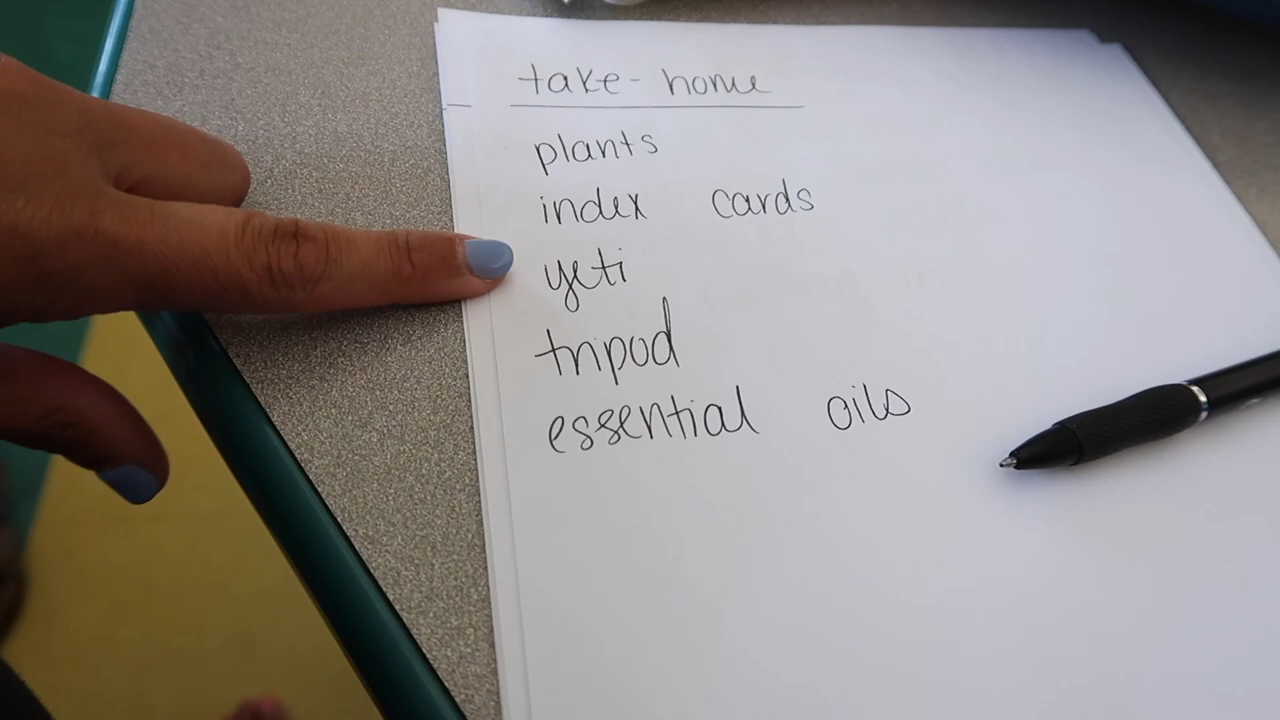 take-home
plants
index cards
yeti
tripod
essential oils